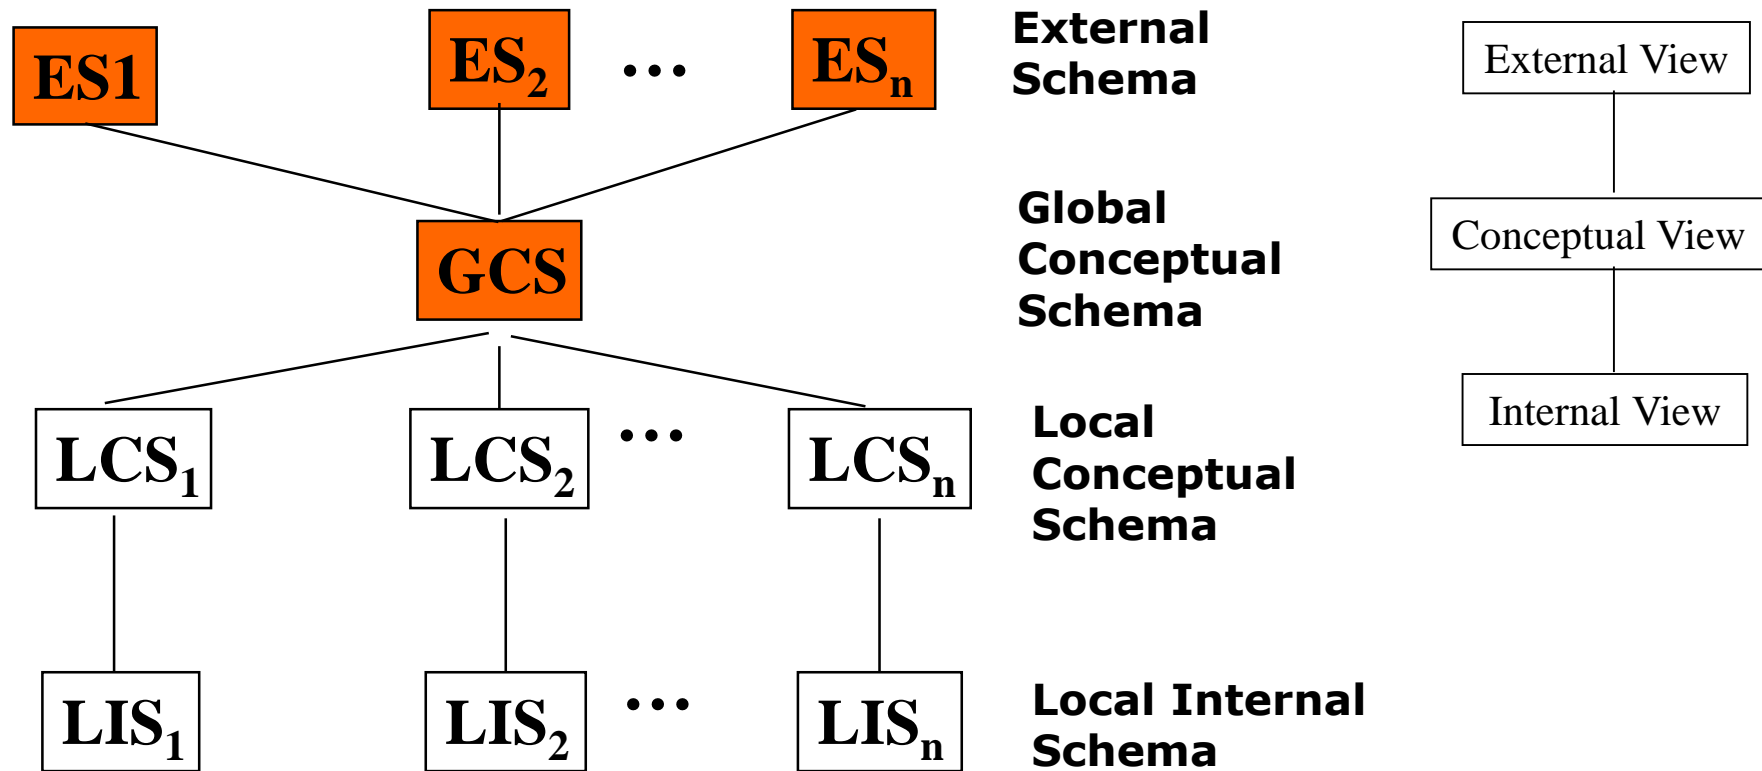 ES1
ES2
...
ESn
External
Schema
External View
GCS
Global
Conceptual
Schema
Conceptual View
LCS1
LCS2
...
LCSn
Local
Conceptual
Schema
Internal View
LIS1
LIS2
...
LISn
Local Internal
Schema